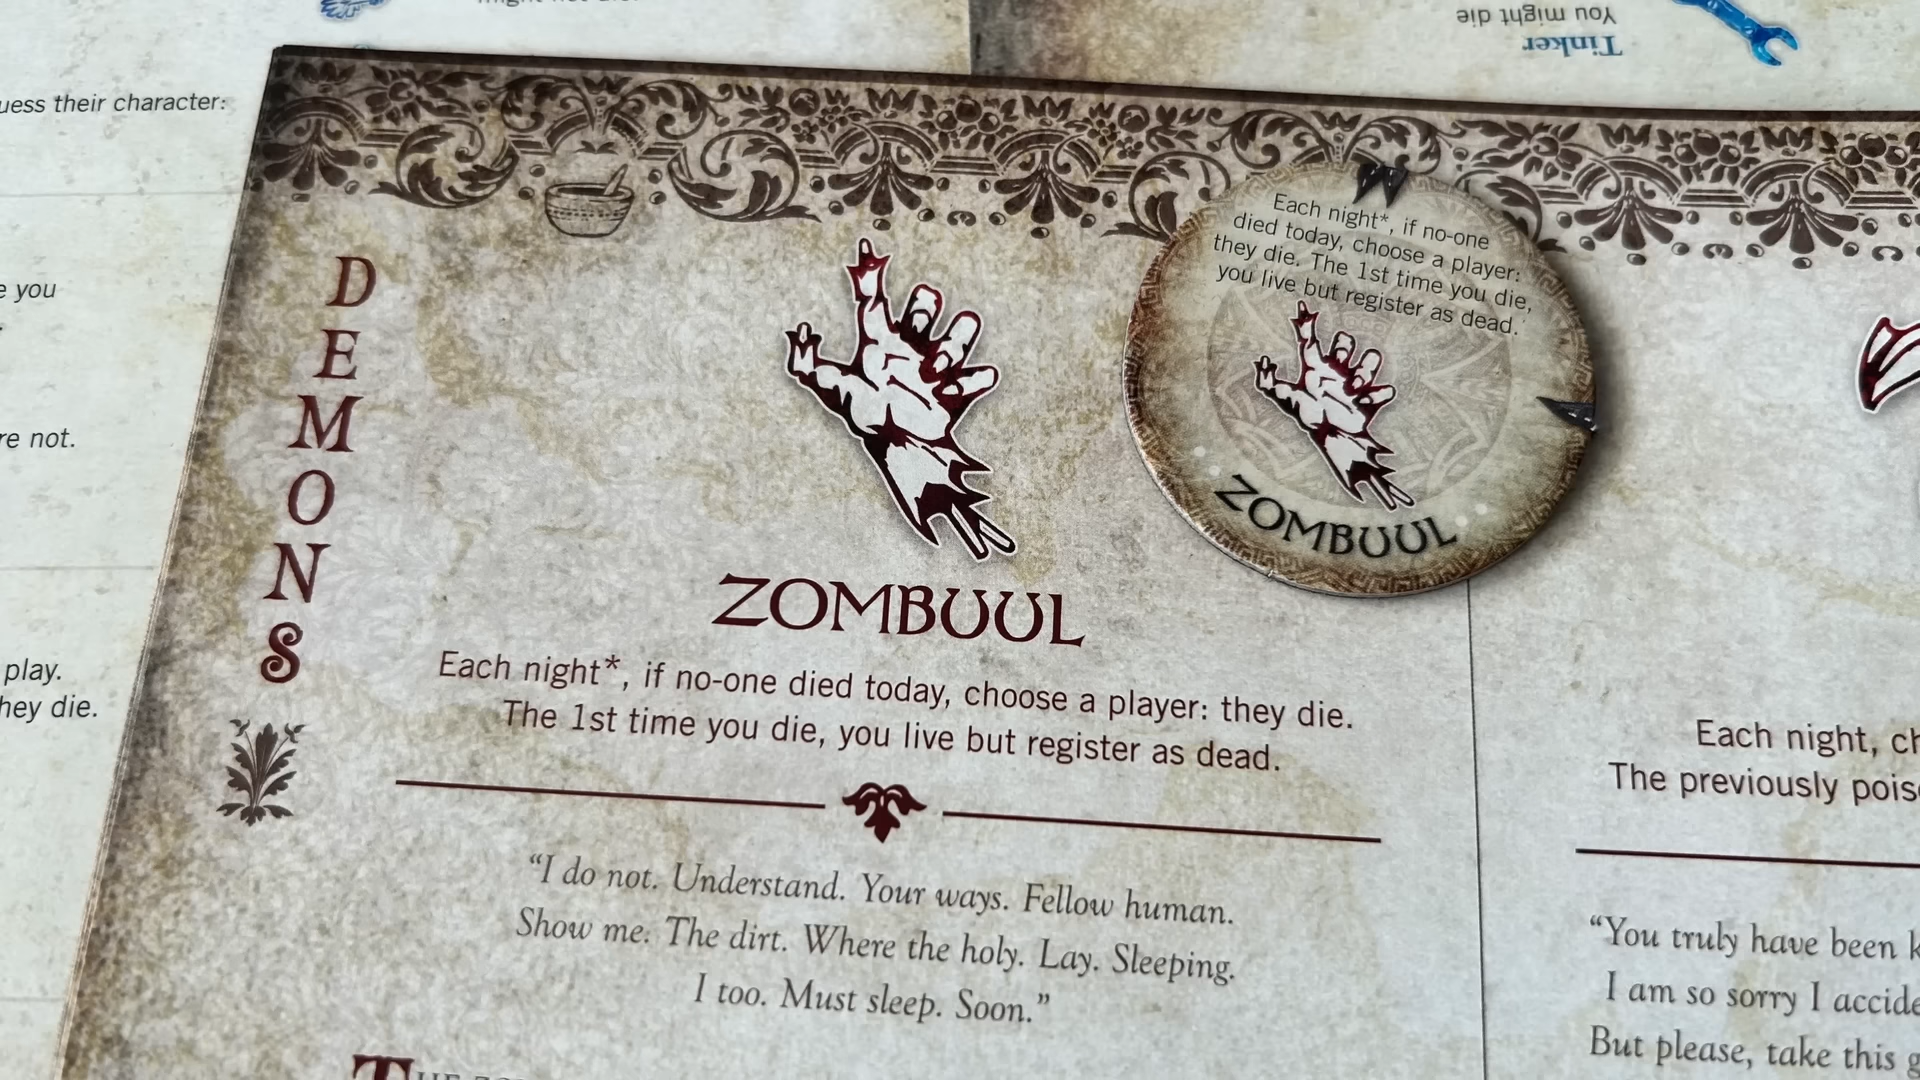 might not die.
You might die
Tinker
uess their character:
e you
re not.
play.
hey die.
DEMONS
Each night*, if no-one
died today, choose a player:
they die. The 1st time you die,
you live but register as dead.
ZOMBUUL
ZOMBUUL
Each night*, if no-one died today, choose a player: they die.
The 1st time you die, you live but register as dead.
“I do not. Understand. Your ways. Fellow human.
Show me. The dirt. Where the holy. Lay. Sleeping.
I too. Must sleep. Soon.”
Each night, ch
The previously pois
“You truly have been k
I am so sorry I accide
But please, take this g